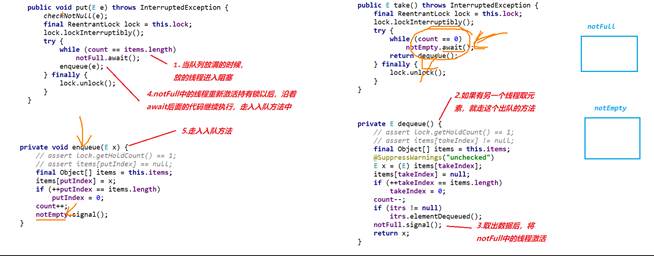 public void put(E e) throws InterruptedException {
checkNotNull(e);
final ReentrantLock lock = this.lock;
lock.lockInterruptibly();
try {
while (count == items.length)
notFull.await();
enqueue(e);
} finally {
lock.unlock();
}
}
1.当队列放满的时候，
放的线程进入阻塞
4.notFull中的线程重新激活持有锁以后，沿着
await后面的代码继续执行，走入入队方法中
5.走入入队方法
private void enqueue(E x) {
// assert lock.getHoldCount() == 1;
// assert items[putIndex] == null;
final Object[] items = this.items;
items[putIndex] = x;
if (++putIndex == items.length)
putIndex = 0;
count++;
notEmpty.signal();
}
public E take() throws InterruptedException {
final ReentrantLock lock = this.lock;
lock.lockInterruptibly();
try {
while (count == 0)
notEmpty.await();
return dequeue();
} finally {
lock.unlock();
}
}
2.如果有另一个线程取元
素，就走这个出队的方法
private E dequeue() {
// assert lock.getHoldCount() == 1;
// assert items[takeIndex] != null;
final Object[] items = this.items;
@SuppressWarnings("unchecked")
E x = (E) items[takeIndex];
items[takeIndex] = null;
if (++takeIndex == items.length)
takeIndex = 0;
count--;
if (itrs != null)
itrs.elementDequeued();
notFull.signal();
return x;
}
3.取出数据后，将
notFull中的线程激活
notFull
notEmpty